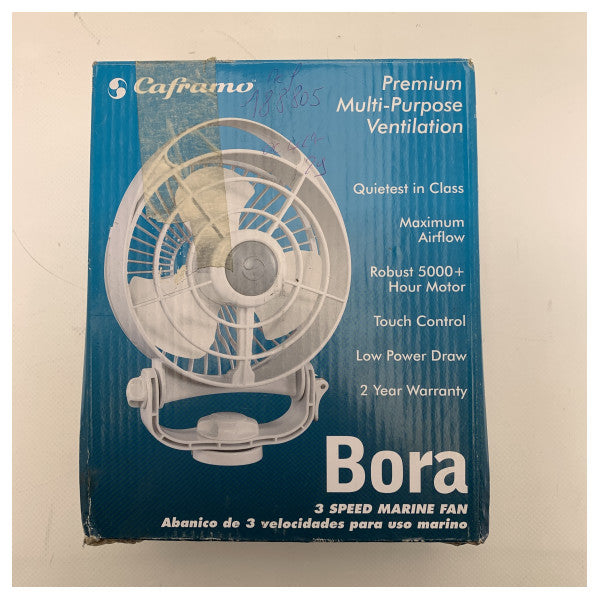 Caframo
Premium
Multi-Purpose
Ventilation
188805
Quietest in Class
Maximum
Airflow
Robust 5000+
Hour Motor
Touch Control
Low Power Draw
2 Year Warranty
Bora
3 SPEED MARINE FAN
Abanico de 3 velocidades para uso marino